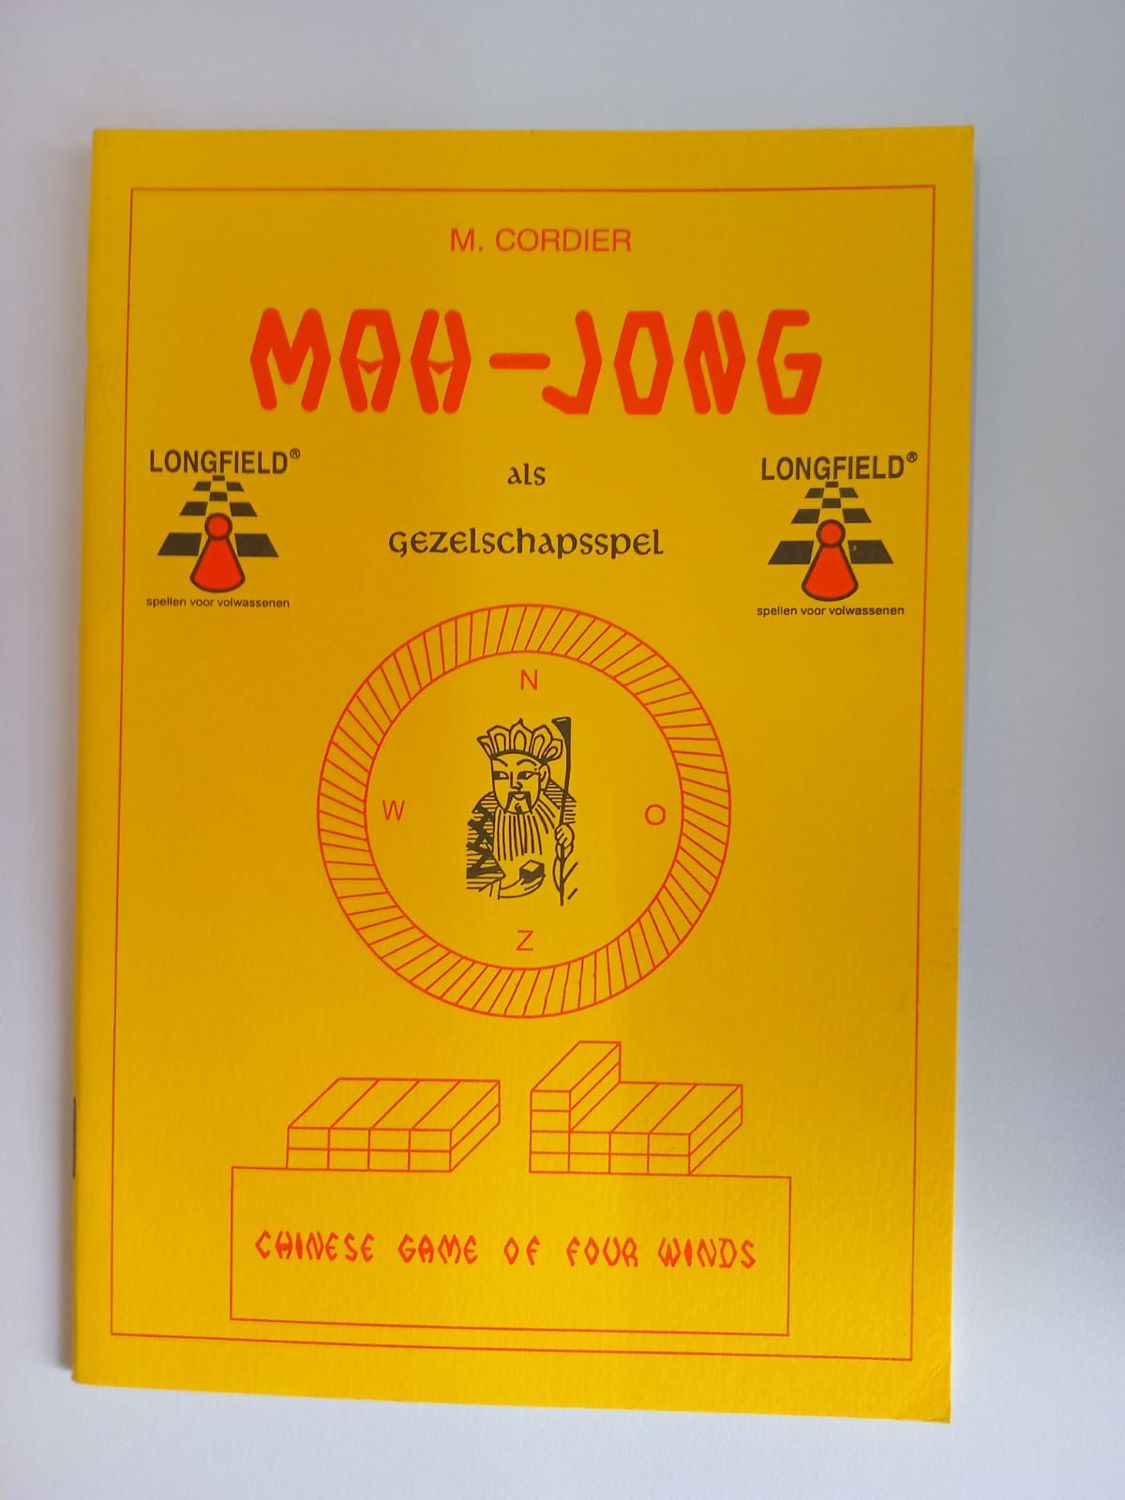 M. CORDIER
MAH-JONG
LONGFIELD®
spellen voor volwassenen
als
gezelschapsspel
LONGFIELD®
spellen voor volwassenen
N
W
O
Z
CHINESE GAME OF FOUR WINDS